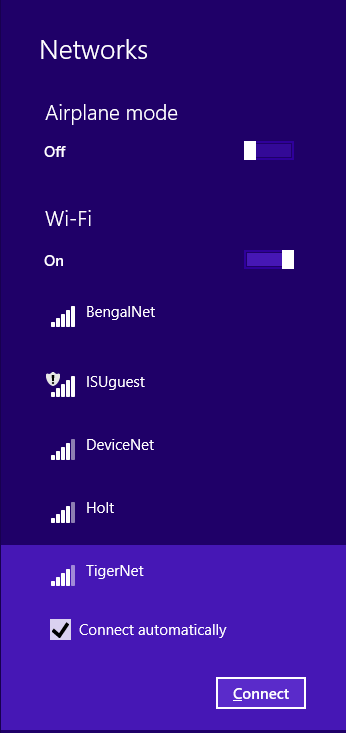 Networks
Airplane mode
Off
Wi-Fi
On
BengalNet
ISUguest
DeviceNet
Holt
TigerNet
Connect automatically
Connect